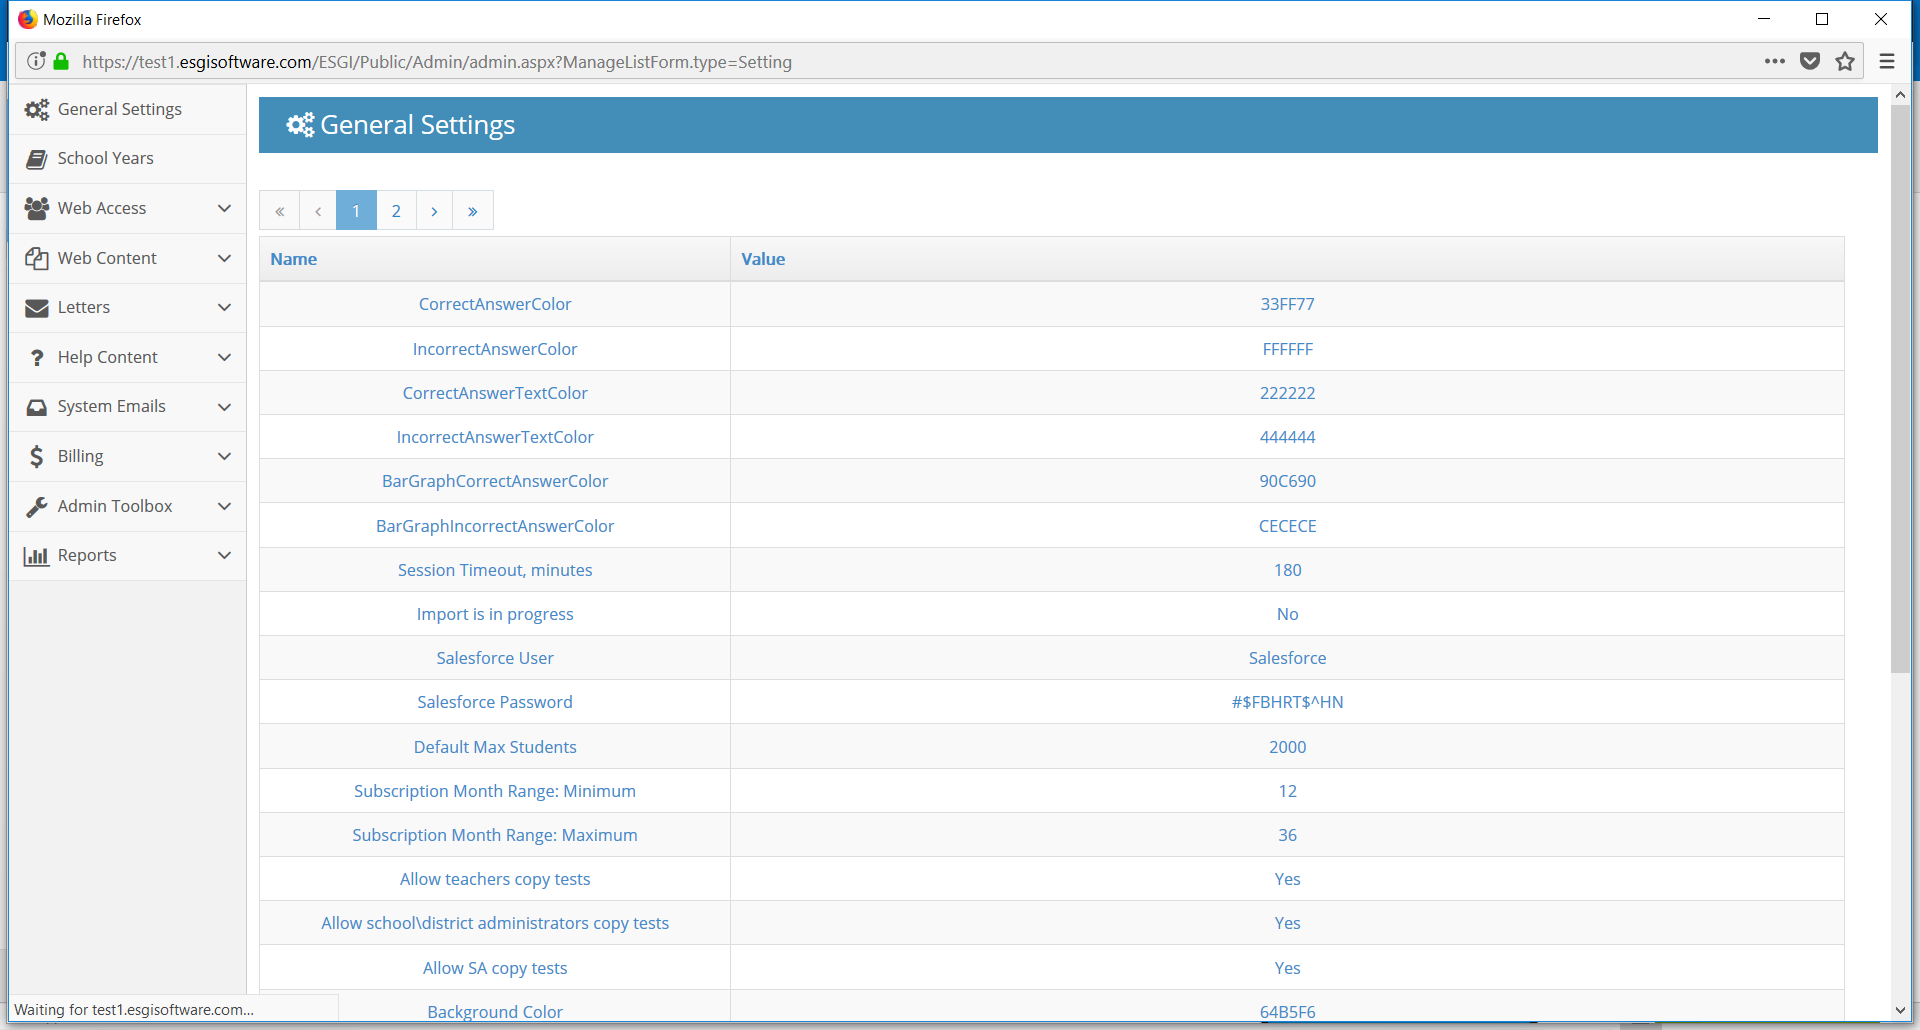 Mozilla Firefox
https://test1.esgisoftware.com/ESGI/Public/Admin/admin.aspx?ManageListForm.type=Setting
General Settings
School Years
Web Access
Web Content
Letters
Help Content
System Emails
Billing
Admin Toolbox
Reports
General Settings
« ‹ 1 2 › »
Name Value
CorrectAnswerColor 33FF77
IncorrectAnswerColor FFFFFF
CorrectAnswerTextColor 222222
IncorrectAnswerTextColor 444444
BarGraphCorrectAnswerColor 90C690
BarGraphIncorrectAnswerColor CECECE
Session Timeout, minutes 180
Import is in progress No
Salesforce User Salesforce
Salesforce Password #$FBHRT$^HN
Default Max Students 2000
Subscription Month Range: Minimum 12
Subscription Month Range: Maximum 36
Allow teachers copy tests Yes
Allow school\district administrators copy tests Yes
Allow SA copy tests Yes
Background Color 64B5F6
Waiting for test1.esgisoftware.com...